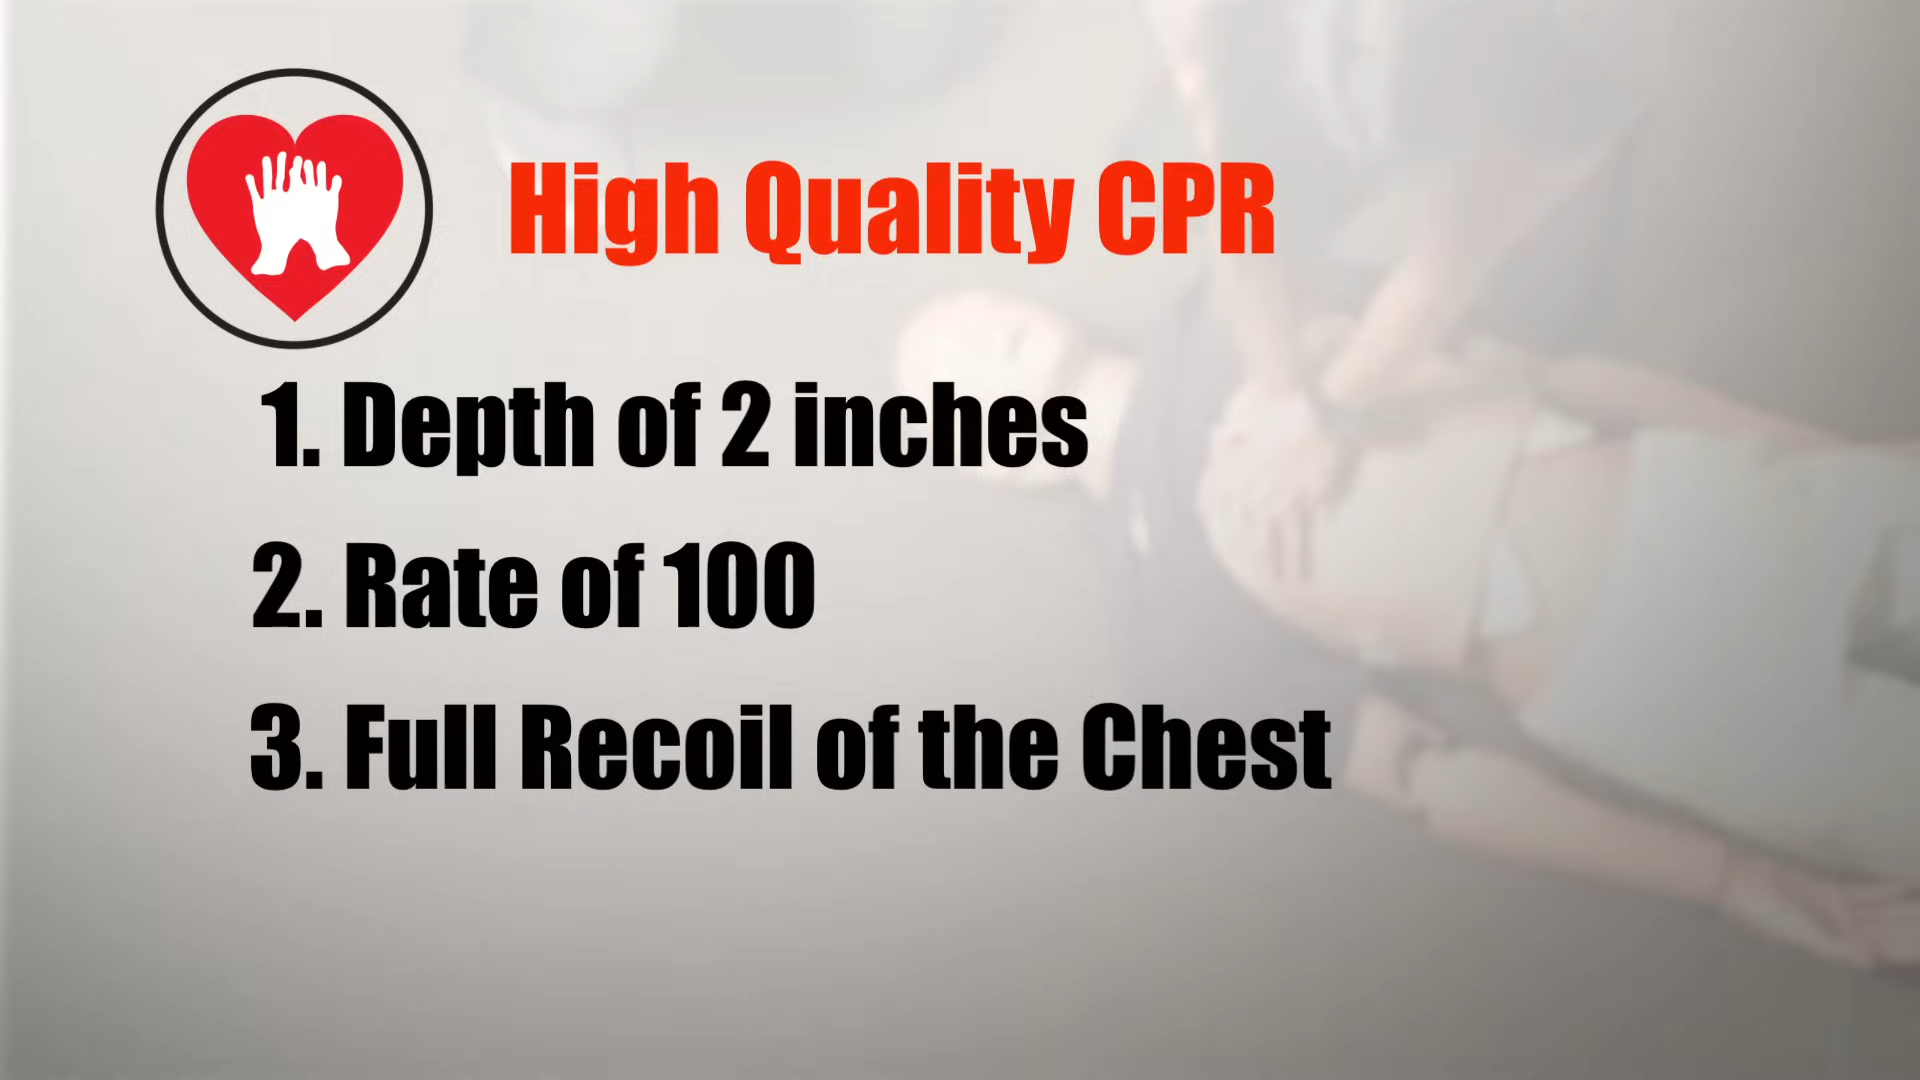 High Quality CPR
1. Depth of 2 inches
2. Rate of 100
3. Full Recoil of the Chest